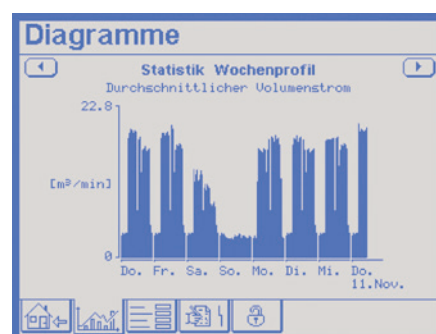 Diagramme
Statistik Wochenprofil
Durchschnittlicher Volumenstrom
22.8
[m³/min]
0
Do. Fr. Sa. So. Mo. Di. Mi. Do.
11.Nov.